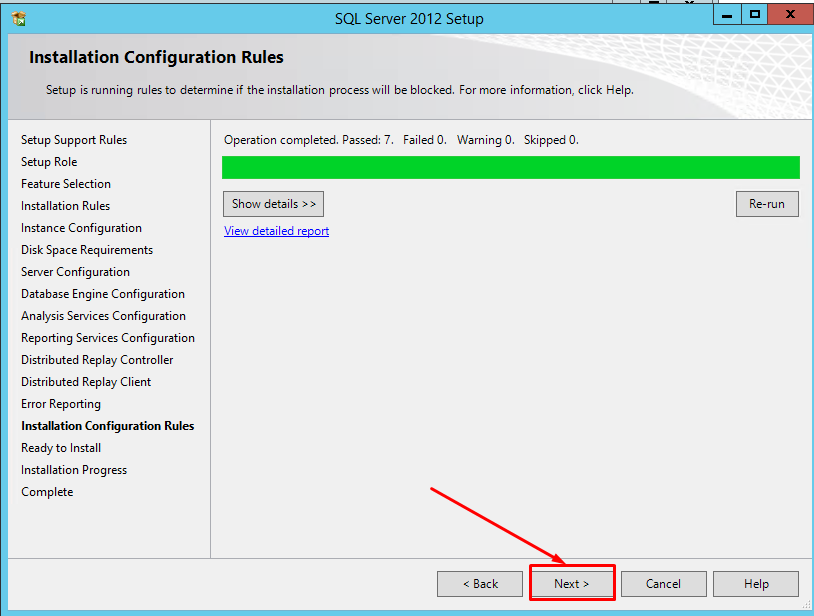 SQL Server 2012 Setup
Installation Configuration Rules
Setup is running rules to determine if the installation process will be blocked. For more information, click Help.
Setup Support Rules
Setup Role
Feature Selection
Installation Rules
Instance Configuration
Disk Space Requirements
Server Configuration
Database Engine Configuration
Analysis Services Configuration
Reporting Services Configuration
Distributed Replay Controller
Distributed Replay Client
Error Reporting
Installation Configuration Rules
Ready to Install
Installation Progress
Complete
Operation completed. Passed: 7. Failed 0. Warning 0. Skipped 0.
Show details >>
Re-run
View detailed report
< Back
Next >
Cancel
Help